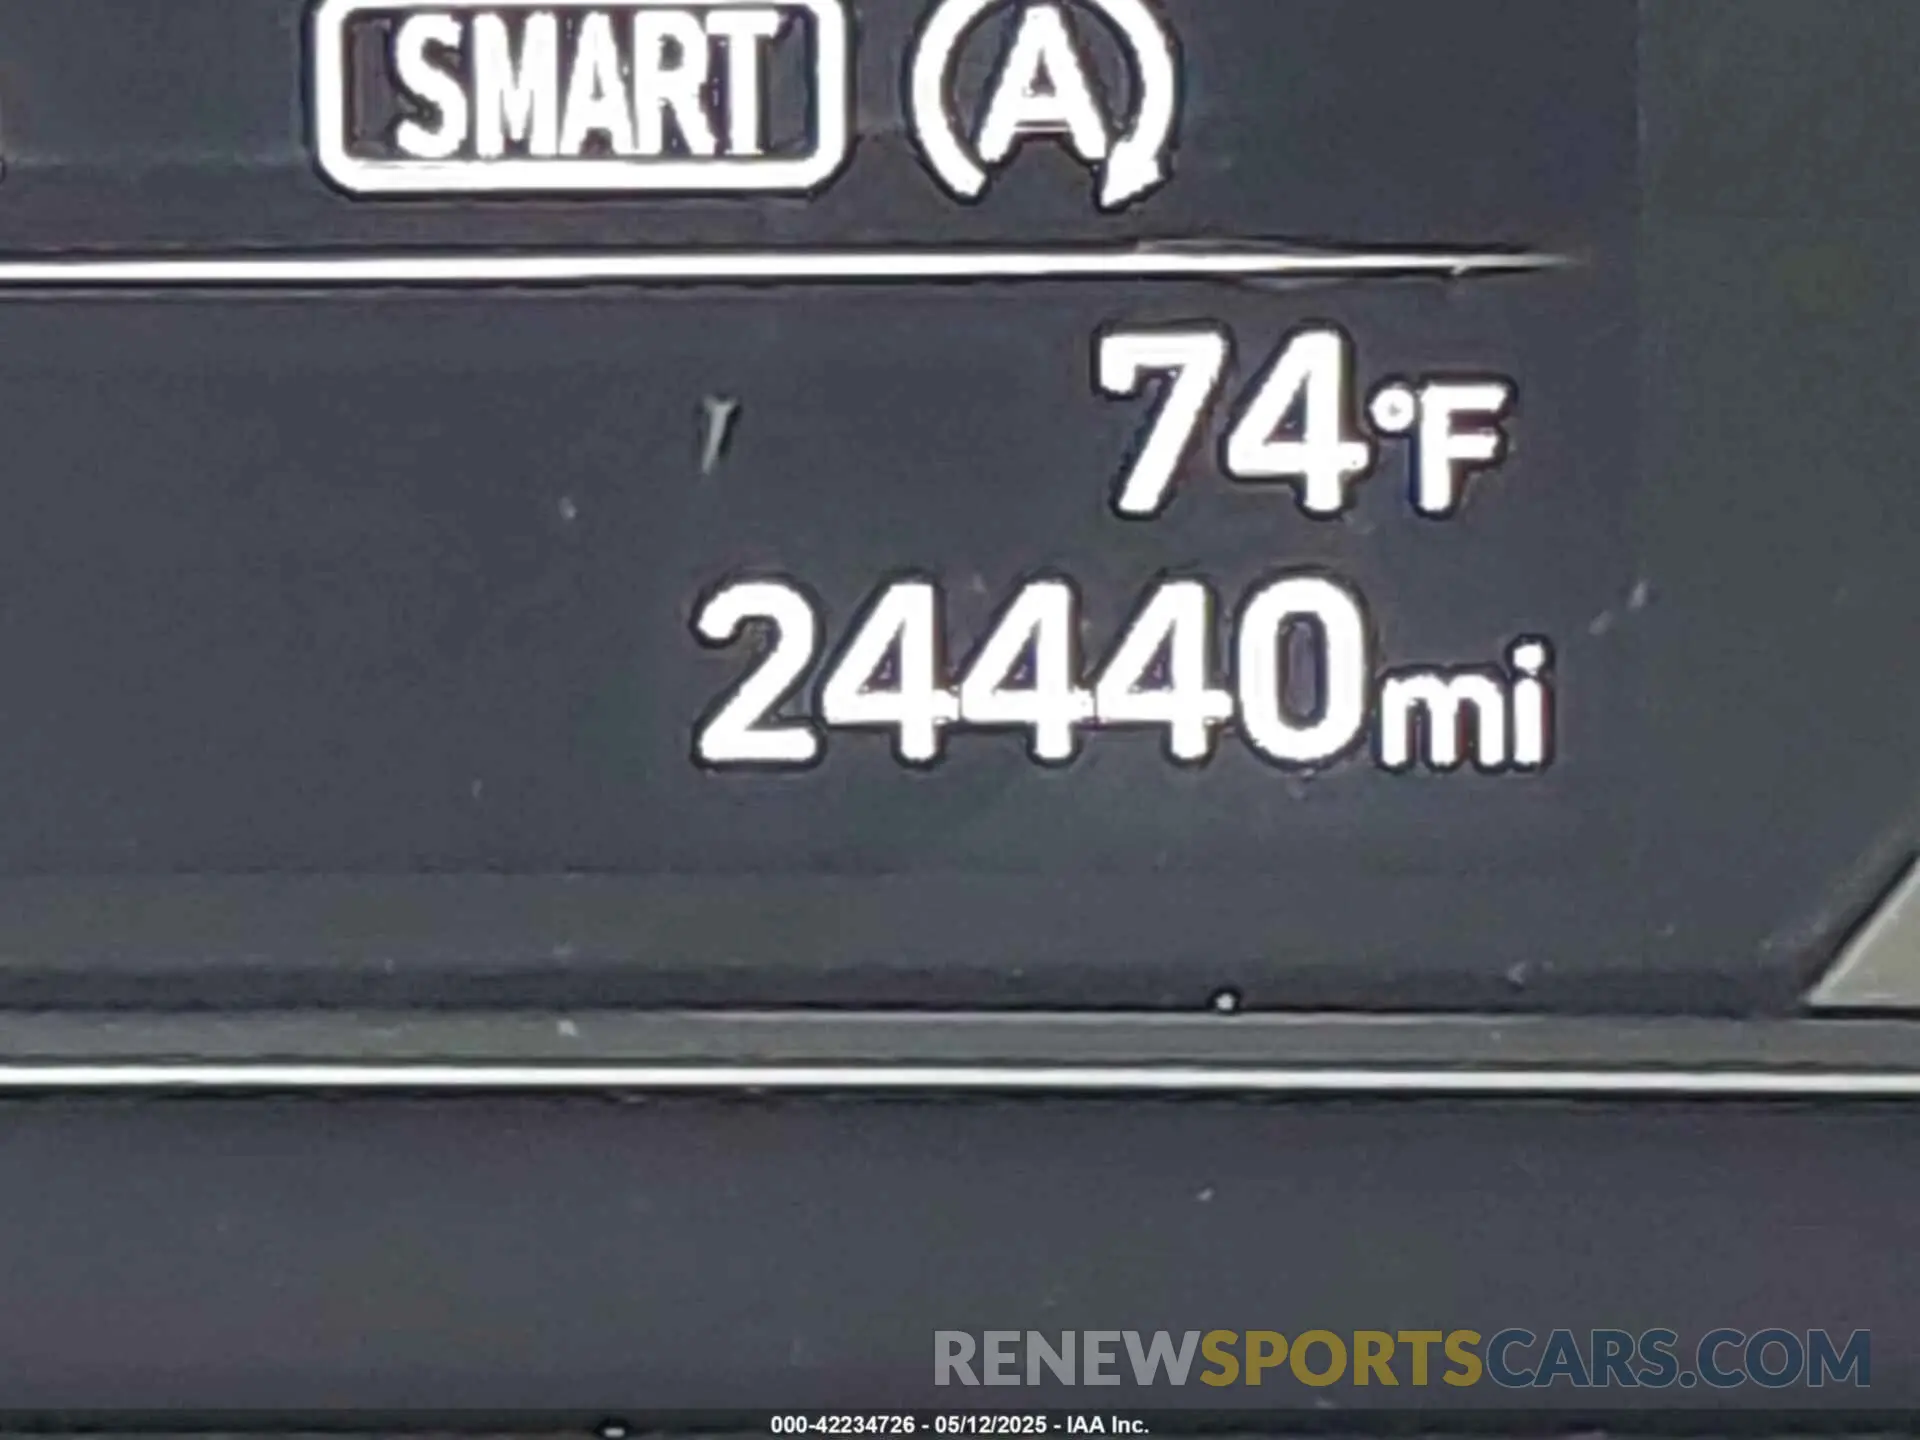 SMART A
74°F
24440mi
RENEWSPORTSCARS.COM
000-42234726 - 05/12/2025 - IAA Inc.